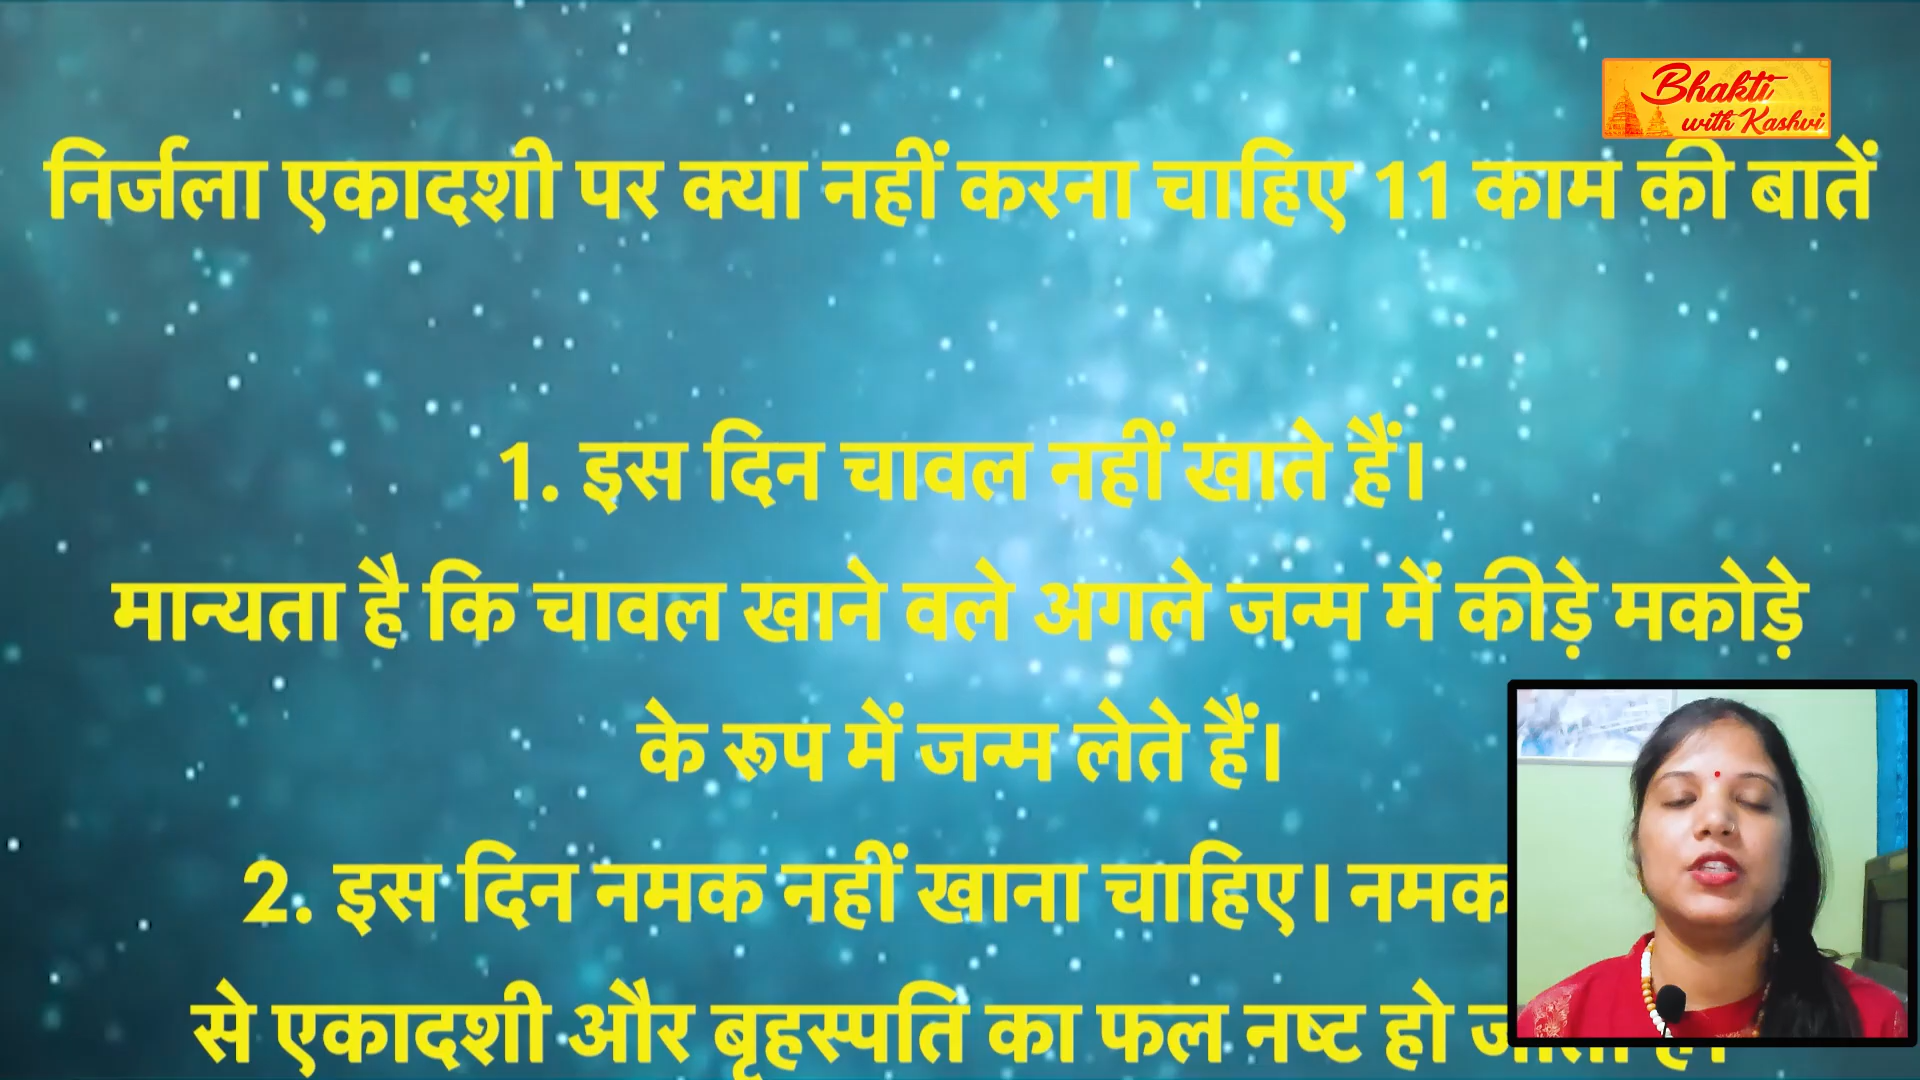 Bhakti
with Kashvi
निर्जला एकादशी पर क्या नहीं करना चाहिए 11 काम की बातें
1. इस दिन चावल नहीं खाते हैं।
मान्यता है कि चावल खाने वले अगले जन्म में कीड़े मकोड़े
के रूप में जन्म लेते हैं।
2. इस दिन नमक नहीं खाना चाहिए। नमक
से एकादशी और बृहस्पति का फल नष्ट हो